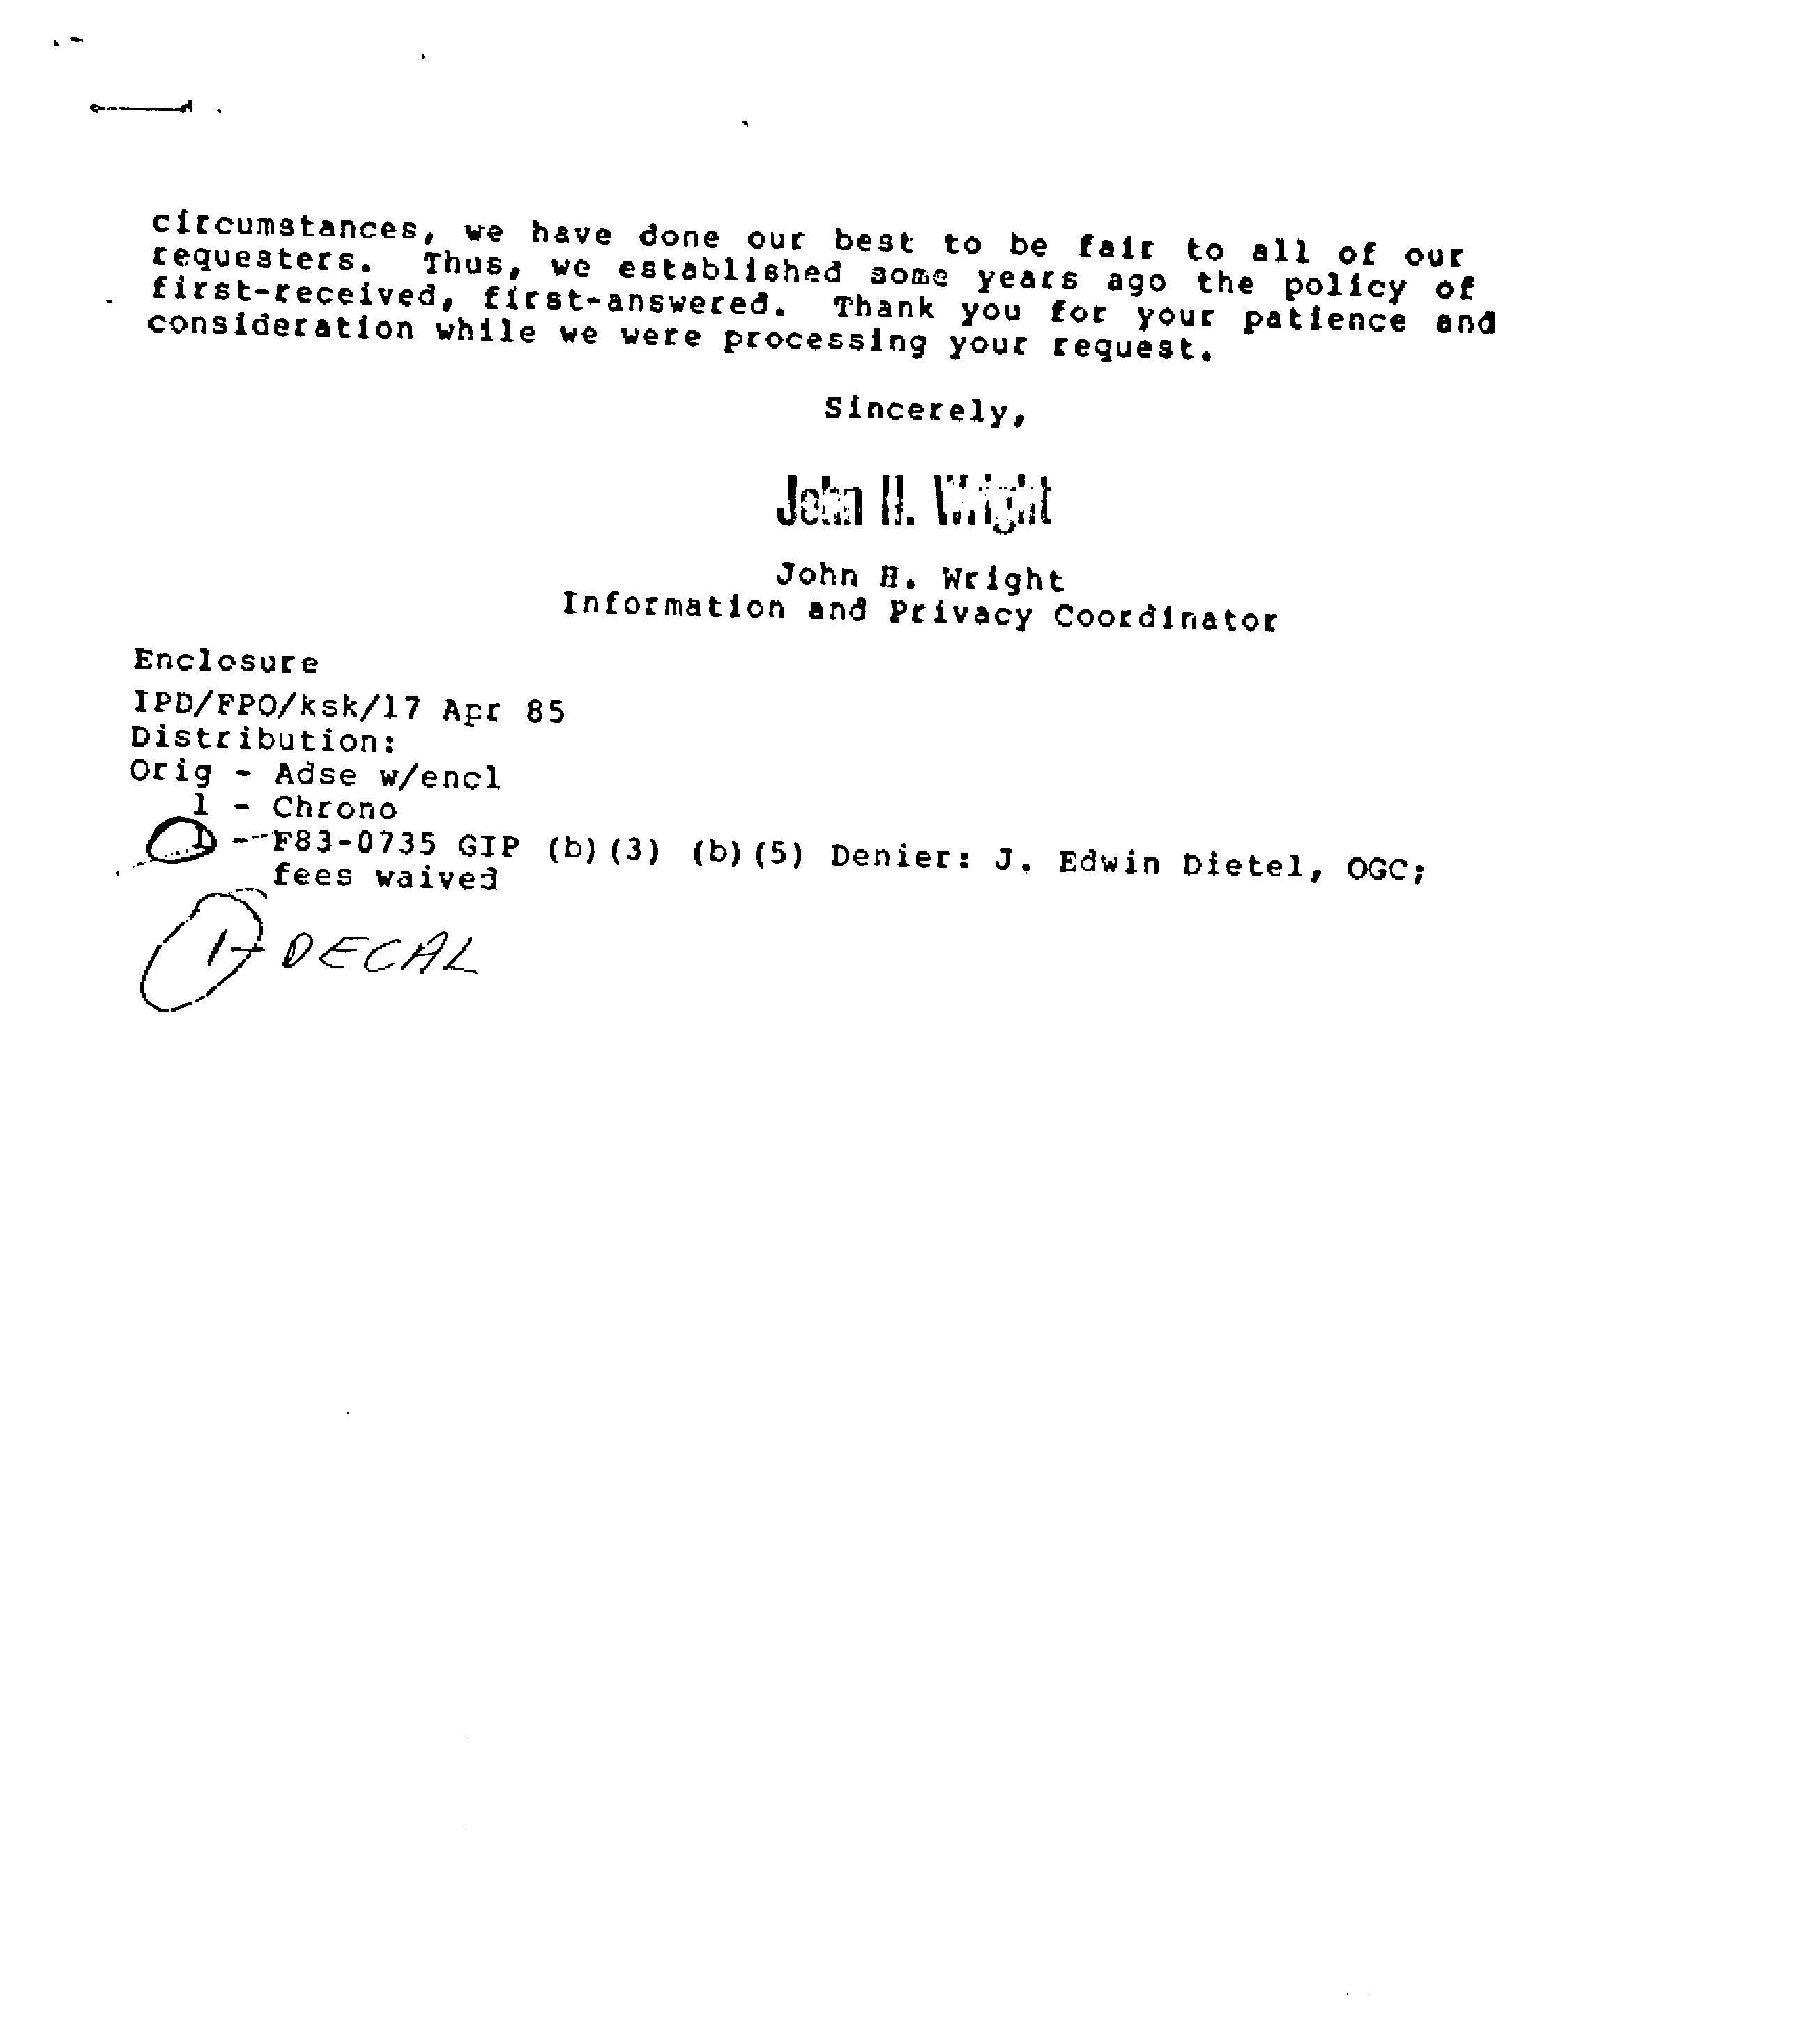 circumstances, we have done our best to be fair to all of our
requesters. Thus, we established some years ago the policy of
first-received, first-answered. Thank you for your patience and
consideration while we were processing your request.
Sincerely,
John H. Wright
John H. Wright
Information and Privacy Coordinator
Enclosure
IPD/FPO/ksk/17 Apr 85
Distribution:
Orig - Adse w/encl
1 - Chrono
1 - F83-0735 GIP (b)(3) (b)(5) Denier: J. Edwin Dietel, OGC;
fees waived
1- DECAL